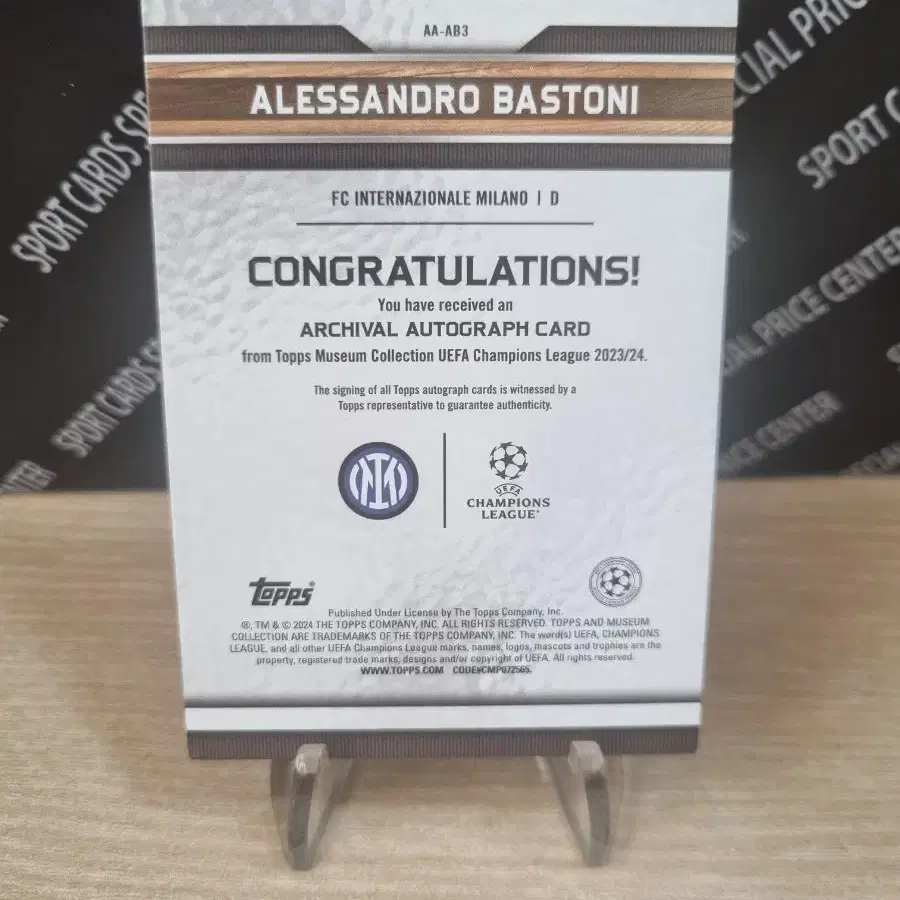 AA-AB3
ALESSANDRO BASTONI
FC INTERNAZIONALE MILANO | D
CONGRATULATIONS!
You have received an
ARCHIVAL AUTOGRAPH CARD
from Topps Museum Collection UEFA Champions League 2023/24.
The signing of all Topps autograph cards is witnessed by a
Topps representative to guarantee authenticity.
UEFA
CHAMPIONS
LEAGUE
topps
Published Under License by The Topps Company, Inc.
®, TM & © 2024 THE TOPPS COMPANY, INC. ALL RIGHTS RESERVED. TOPPS AND MUSEUM
COLLECTION ARE TRADEMARKS OF THE TOPPS COMPANY, INC. The word(s) UEFA, CHAMPIONS
LEAGUE, and all other UEFA Champions League marks, names, logos, mascots and trophies are the
property, registered trade marks, designs and/or copyright of UEFA. All rights reserved.
WWW.TOPPS.COM CODE#CMP072565.
SPORT CARDS
SPORT CARDS
PRICE CENTER
CENTER